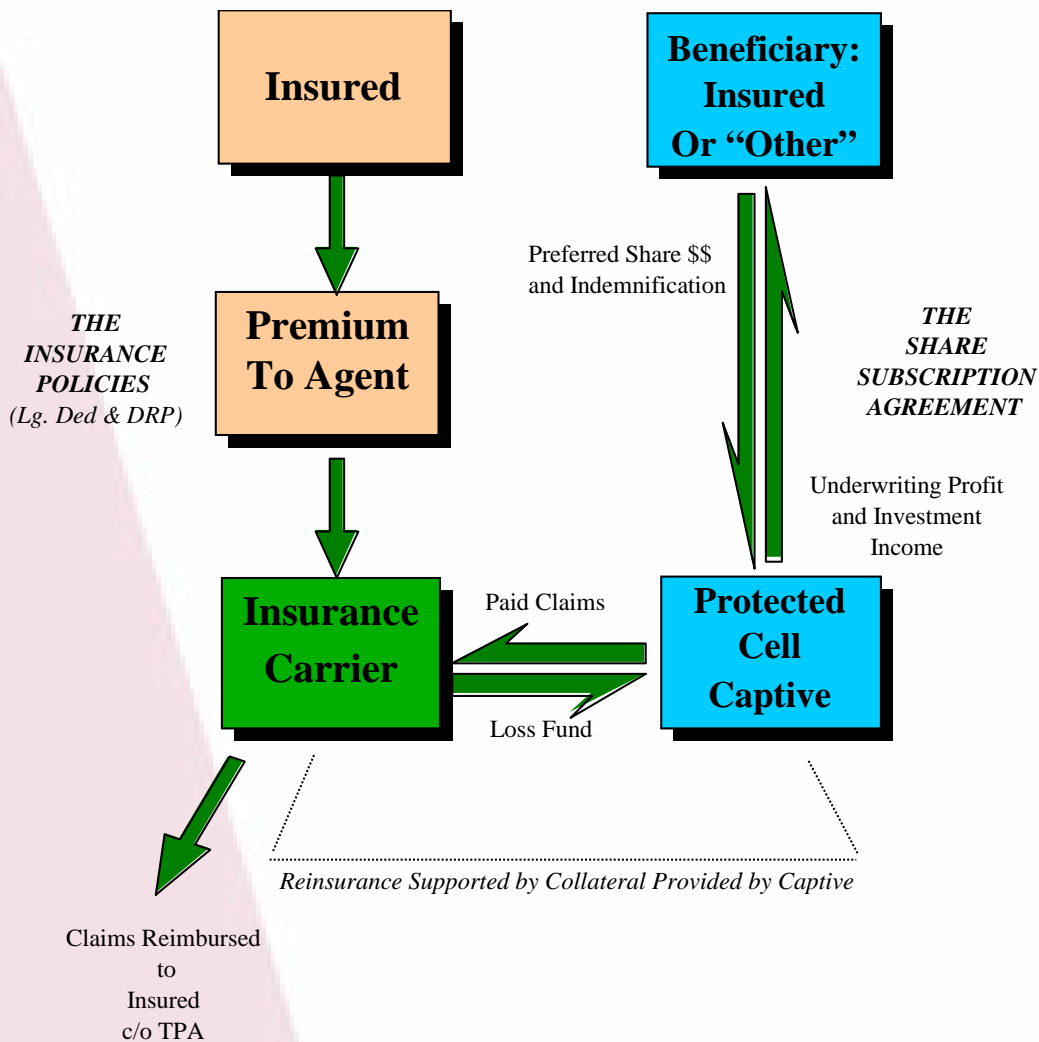 Insured
Beneficiary:
Insured
Or “Other”
Preferred Share $$
and Indemnification
Premium
To Agent
THE
INSURANCE
POLICIES
(Lg. Ded & DRP)
THE
SHARE
SUBSCRIPTION
AGREEMENT
Underwriting Profit
and Investment
Income
Insurance
Carrier
Paid Claims
Loss Fund
Protected
Cell
Captive
Reinsurance Supported by Collateral Provided by Captive
Claims Reimbursed
to
Insured
c/o TPA